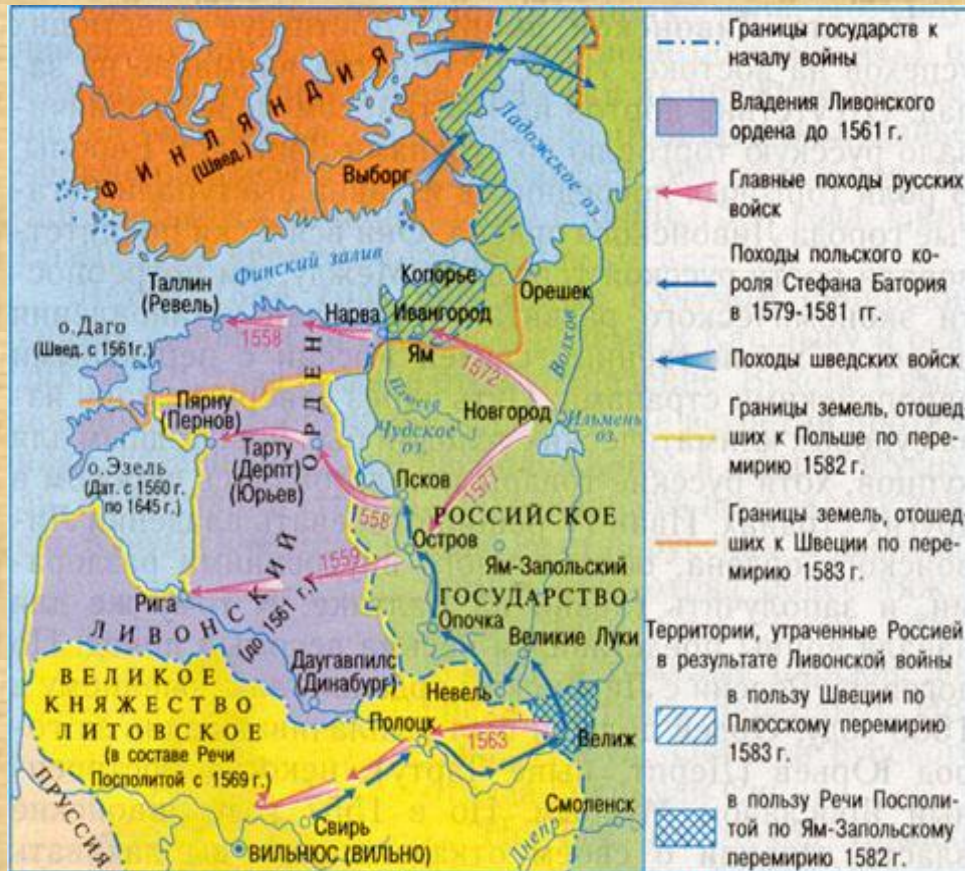 ФИНЛЯНДИЯ
(Швед.)
Ладожское
оз.
Выборг
Финский залив
Таллин
(Ревель)
Копорье
Орешек
Нарва
Ивангород
о. Даго
(Швед. с 1561г.)
1558
Ям
1572
Волхов
Пярну
(Пернов)
Новгород
Ильмень
оз.
Чудское
оз.
Тарту
(Дерпт)
(Юрьев)
о.Эзель
(Дат. с 1560 г.
по 1645 г.)
Псков
1577
558
РОССИЙСКОЕ
Остров
1559
Ям-Запольский
ГОСУДАРСТВО
Рига
ЛИВОНСКИЙ
ОРДЕН
(до 1561 г.)
Опочка
Великие Луки
Даугавпилс
(Динабург)
Невель
ВЕЛИКОЕ
КНЯЖЕСТВО
ЛИТОВСКОЕ
(в составе Речи
Посполитой с 1569 г.)
Полоцк
1563
Велиж
ПРУССИЯ
Смоленск
Свирь
Днепр
ВИЛЬНЮС (ВИЛЬНО)
Границы государств к
началу войны
Владения Ливонского
ордена до 1561 г.
Главные походы русских
войск
Походы польского ко-
роля Стефана Батория
в 1579-1581 гг.
Походы шведских войск
Границы земель, отошед-
ших к Польше по пере-
мирию 1582 г.
Границы земель, отошед-
ших к Швеции по пере-
мирию 1583 г.
Территории, утраченные Россией
в результате Ливонской войны
в пользу Швеции по
Плюсскому перемирию
1583 г.
в пользу Речи Посполи-
той по Ям-Запольскому
перемирию 1582 г.